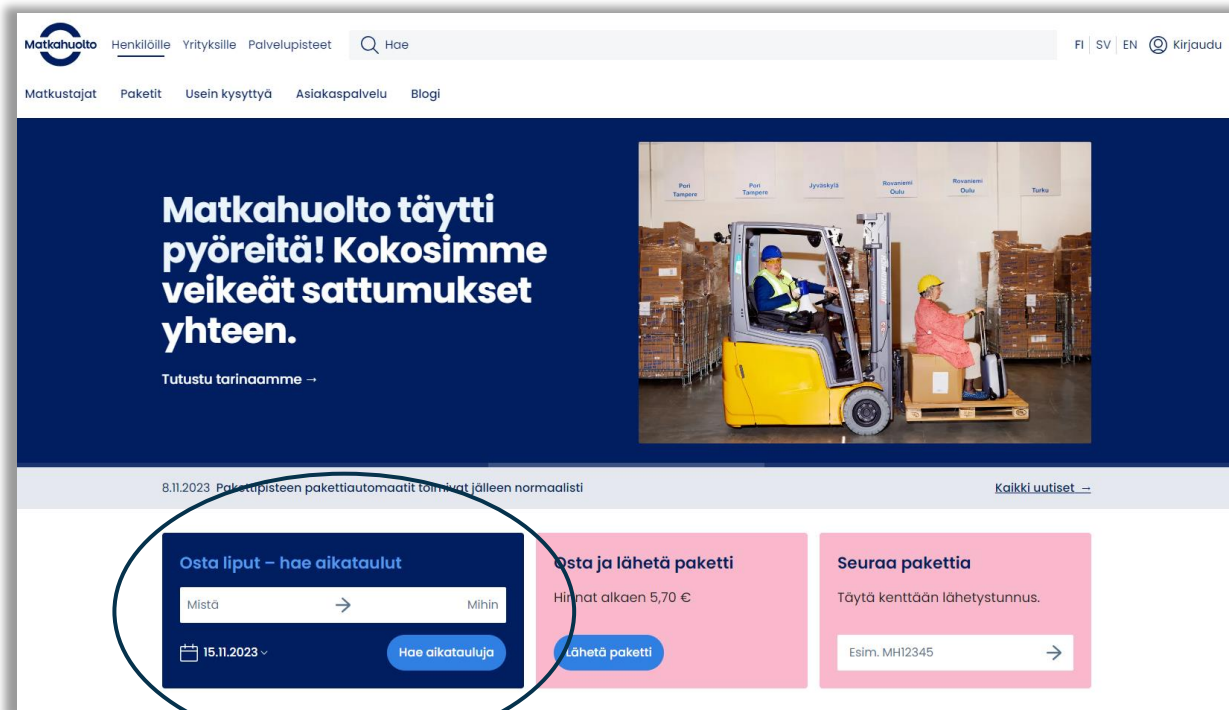 Matkahuolto
Henkilöille Yrityksille Palvelupisteet Hae FI SV EN Kirjaudu
Matkustajat Paketit Usein kysyttyä Asiakaspalvelu Blogi
Matkahuolto täytti
pyöreitä! Kokosimme
veikeät sattumukset
yhteen.
Tutustu tarinaamme →
Pori
Tampere
Pori
Tampere
Jyväskylä
Rovaniemi
Oulu
Rovaniemi
Oulu
Turku
8.11.2023 Pakettipisteen pakettiautomaatit toimivat jälleen normaalisti
Kaikki uutiset →
Osta liput – hae aikataulut
Mistä → Mihin
15.11.2023
Hae aikatauluja
Osta ja lähetä paketti
Hinnat alkaen 5,70 €
Lähetä paketti
Seuraa pakettia
Täytä kenttään lähetystunnus.
Esim. MH12345 →